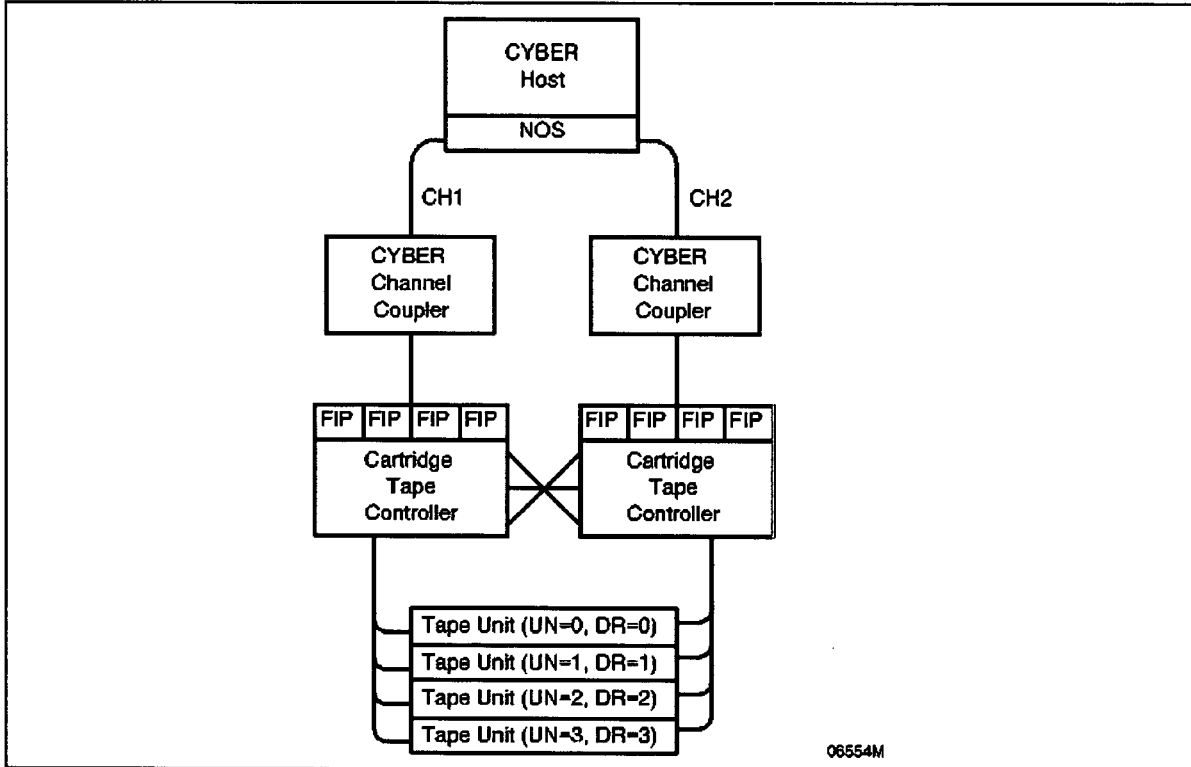 CYBER
Host
NOS
CH1
CH2
CYBER
Channel
Coupler
CYBER
Channel
Coupler
FIP FIP FIP FIP
FIP FIP FIP FIP
Cartridge
Tape
Controller
Cartridge
Tape
Controller
Tape Unit (UN=0, DR=0)
Tape Unit (UN=1, DR=1)
Tape Unit (UN=2, DR=2)
Tape Unit (UN=3, DR=3)
06554M